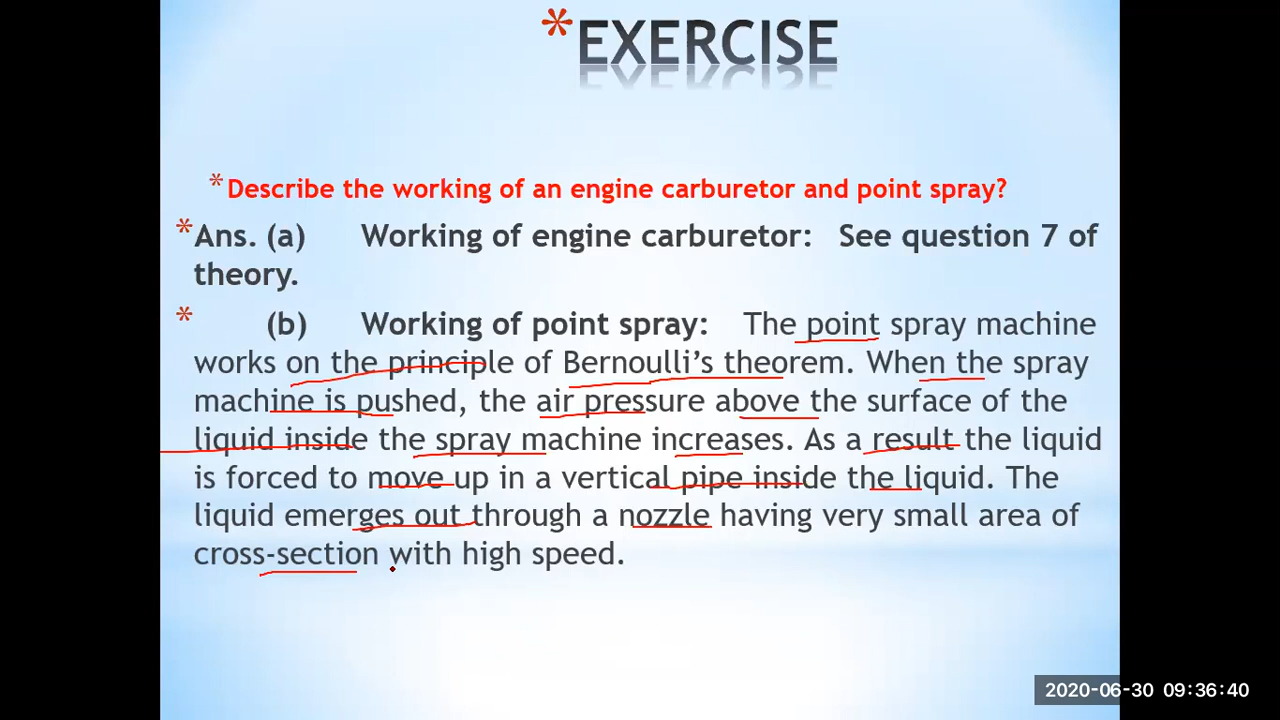 *EXERCISE
*Describe the working of an engine carburetor and point spray?
*Ans. (a) Working of engine carburetor: See question 7 of
theory.
* (b) Working of point spray: The point spray machine
works on the principle of Bernoulli's theorem. When the spray
machine is pushed, the air pressure above the surface of the
liquid inside the spray machine increases. As a result the liquid
is forced to move up in a vertical pipe inside the liquid. The
liquid emerges out through a nozzle having very small area of
cross-section with high speed.
2020-06-30 09:36:40